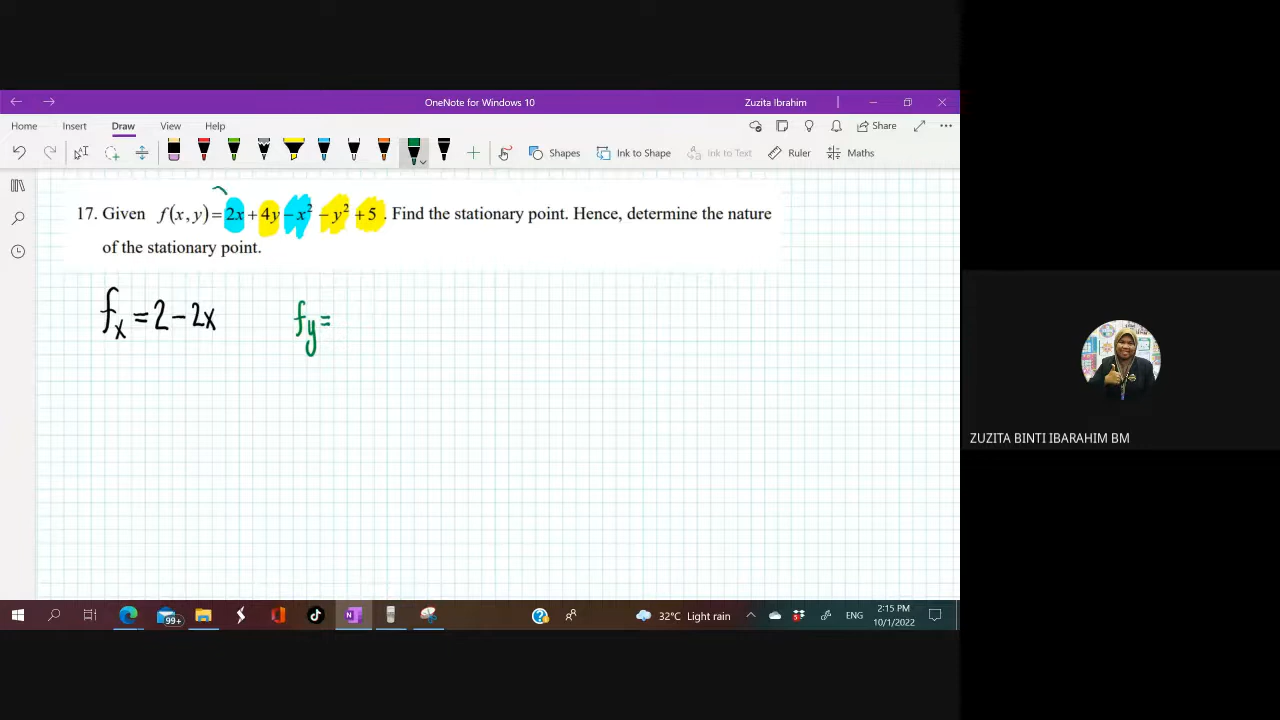 OneNote for Windows 10
Zuzita Ibrahim
Home Insert Draw View Help
Share
Shapes Ink to Shape Ink to Text Ruler Maths
17. Given f(x,y)=2x+4y−x²−y²+5. Find the stationary point. Hence, determine the nature
of the stationary point.
fₓ = 2 − 2x
f_y =
ZUZITA BINTI IBARAHIM BM
99+
32°C Light rain
5
ENG
2:15 PM
10/1/2022